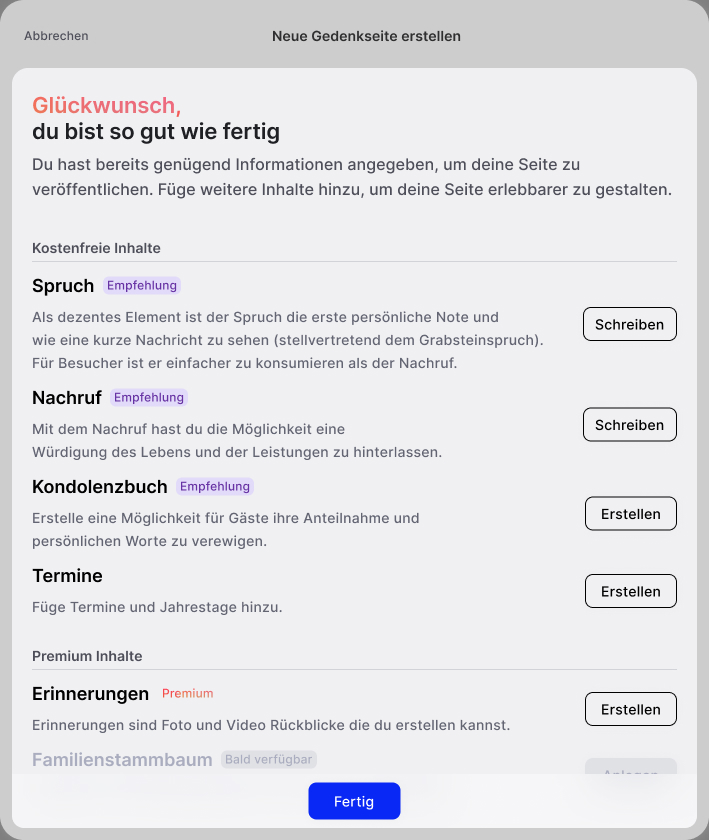 Abbrechen
Neue Gedenkseite erstellen
Glückwunsch,
du bist so gut wie fertig
Du hast bereits genügend Informationen angegeben, um deine Seite zu
veröffentlichen. Füge weitere Inhalte hinzu, um deine Seite erlebbarer zu gestalten.
Kostenfreie Inhalte
Spruch Empfehlung
Als dezentes Element ist der Spruch die erste persönliche Note und
wie eine kurze Nachricht zu sehen (stellvertretend dem Grabsteinspruch).
Für Besucher ist er einfacher zu konsumieren als der Nachruf.
Schreiben
Nachruf Empfehlung
Mit dem Nachruf hast du die Möglichkeit eine
Würdigung des Lebens und der Leistungen zu hinterlassen.
Schreiben
Kondolenzbuch Empfehlung
Erstelle eine Möglichkeit für Gäste ihre Anteilnahme und
persönlichen Worte zu verewigen.
Erstellen
Termine
Füge Termine und Jahrestage hinzu.
Erstellen
Premium Inhalte
Erinnerungen Premium
Erinnerungen sind Foto und Video Rückblicke die du erstellen kannst.
Erstellen
Familienstammbaum Bald verfügbar
Anlegen
Fertig